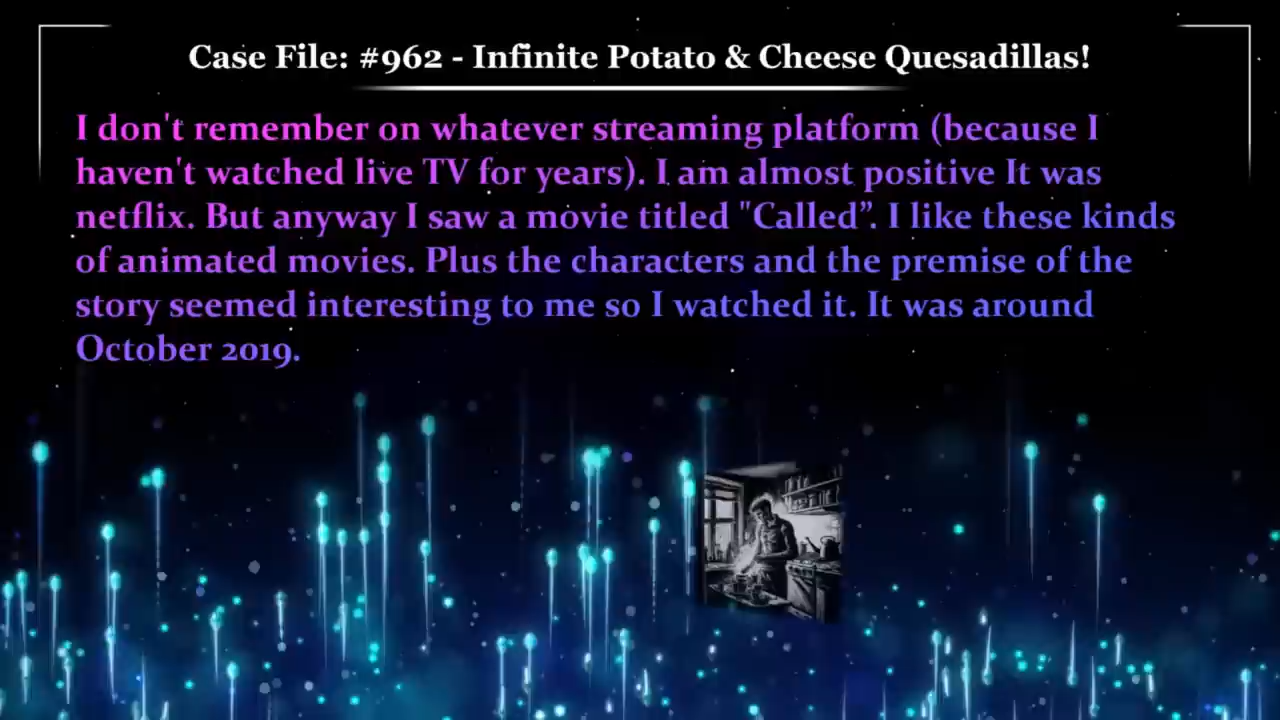 Case File: #962 - Infinite Potato & Cheese Quesadillas!
I don't remember on whatever streaming platform (because I
haven't watched live TV for years). I am almost positive It was
netflix. But anyway I saw a movie titled "Called”. I like these kinds
of animated movies. Plus the characters and the premise of the
story seemed interesting to me so I watched it. It was around
October 2019.